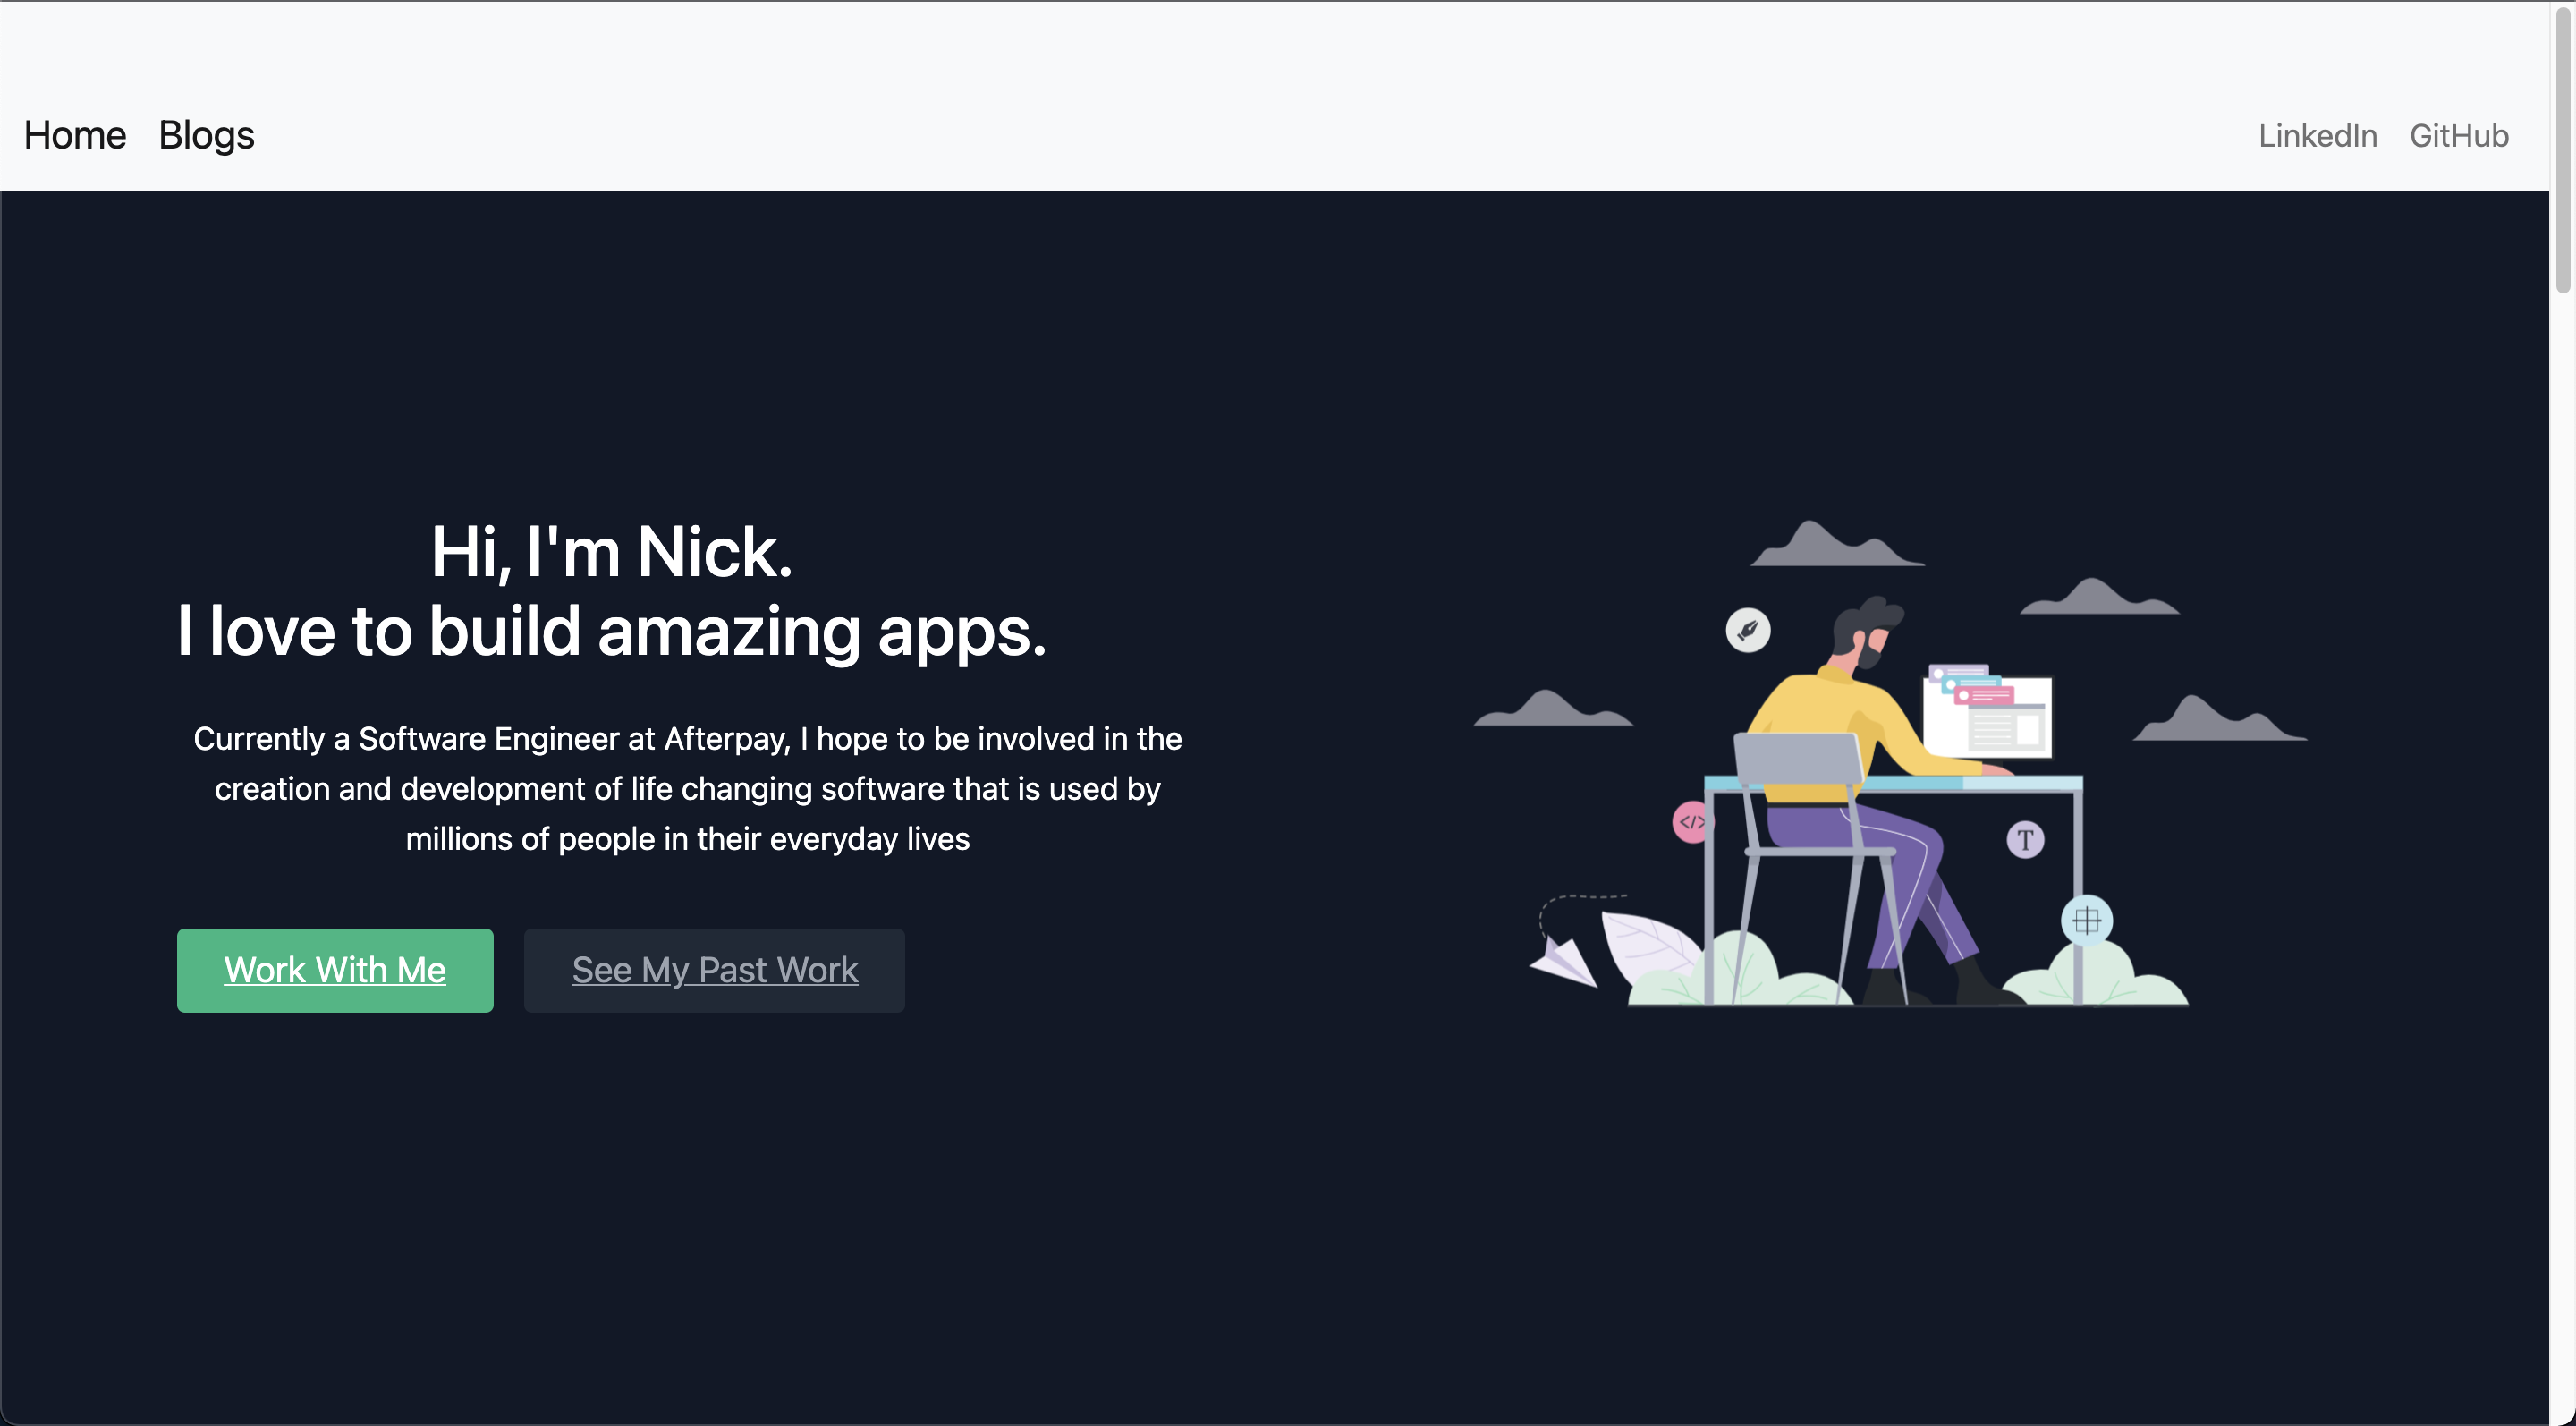 Home Blogs LinkedIn GitHub
Hi, I'm Nick.
I love to build amazing apps.
Currently a Software Engineer at Afterpay, I hope to be involved in the
creation and development of life changing software that is used by
millions of people in their everyday lives
Work With Me See My Past Work
</>
T